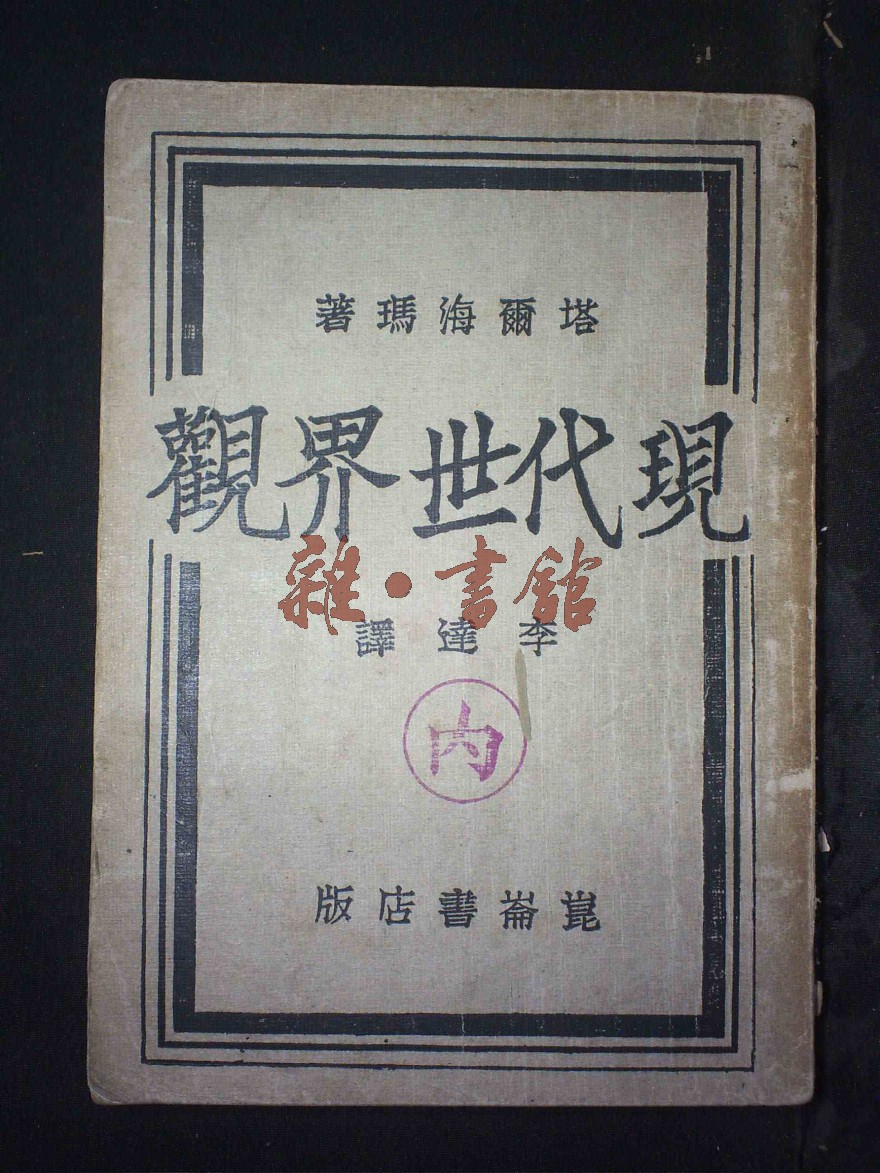 塔爾海瑪著
現代世界觀
雜·書館
李達譯
內
崑崙書店版